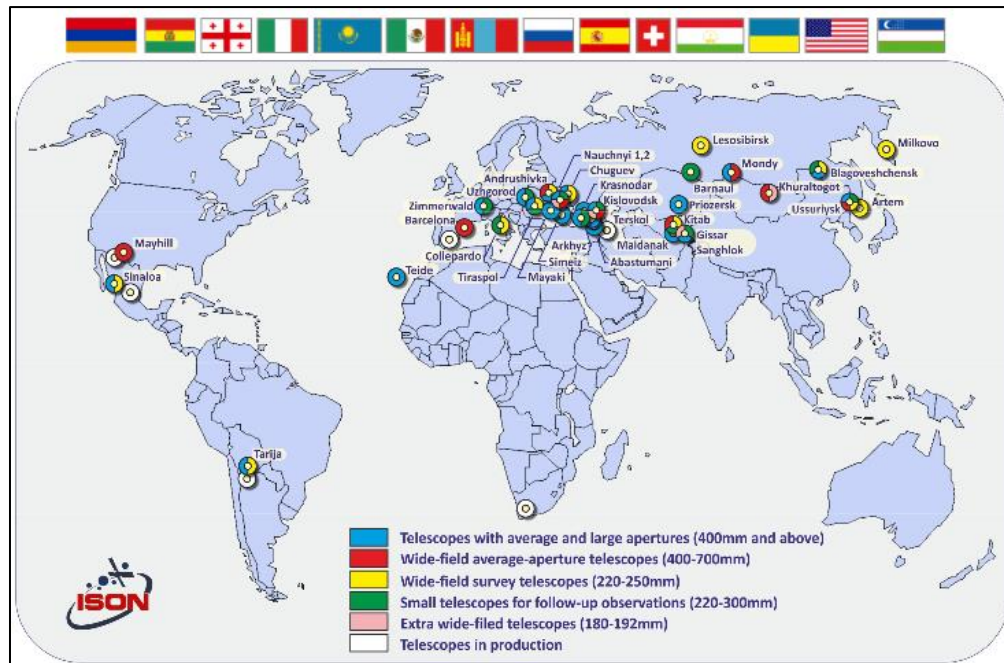 Lesosibirsk
Milkovo
Nauchnyi 1,2
Chuguev
Mondy
Andrushivka
Krasnodar
Barnaul
Khuraltogot
Blagoveshchensk
Uzhgorod
Kislovodsk
Priozersk
Ussuriysk
Artem
Zimmerwald
Barcelona
Terskol
Kitab
Mayhill
Gissar
Collepardo
Arkhyz
Maidanak
Sanghlok
Simeiz
Abastumani
Sinaloa
Teide
Tiraspol
Mayaki 1
Tarija
Telescopes with average and large apertures (400mm and above)
Wide-field average-aperture telescopes (400-700mm)
Wide-field survey telescopes (220-250mm)
Small telescopes for follow-up observations (220-300mm)
Extra wide-filed telescopes (180-192mm)
Telescopes in production
ISON